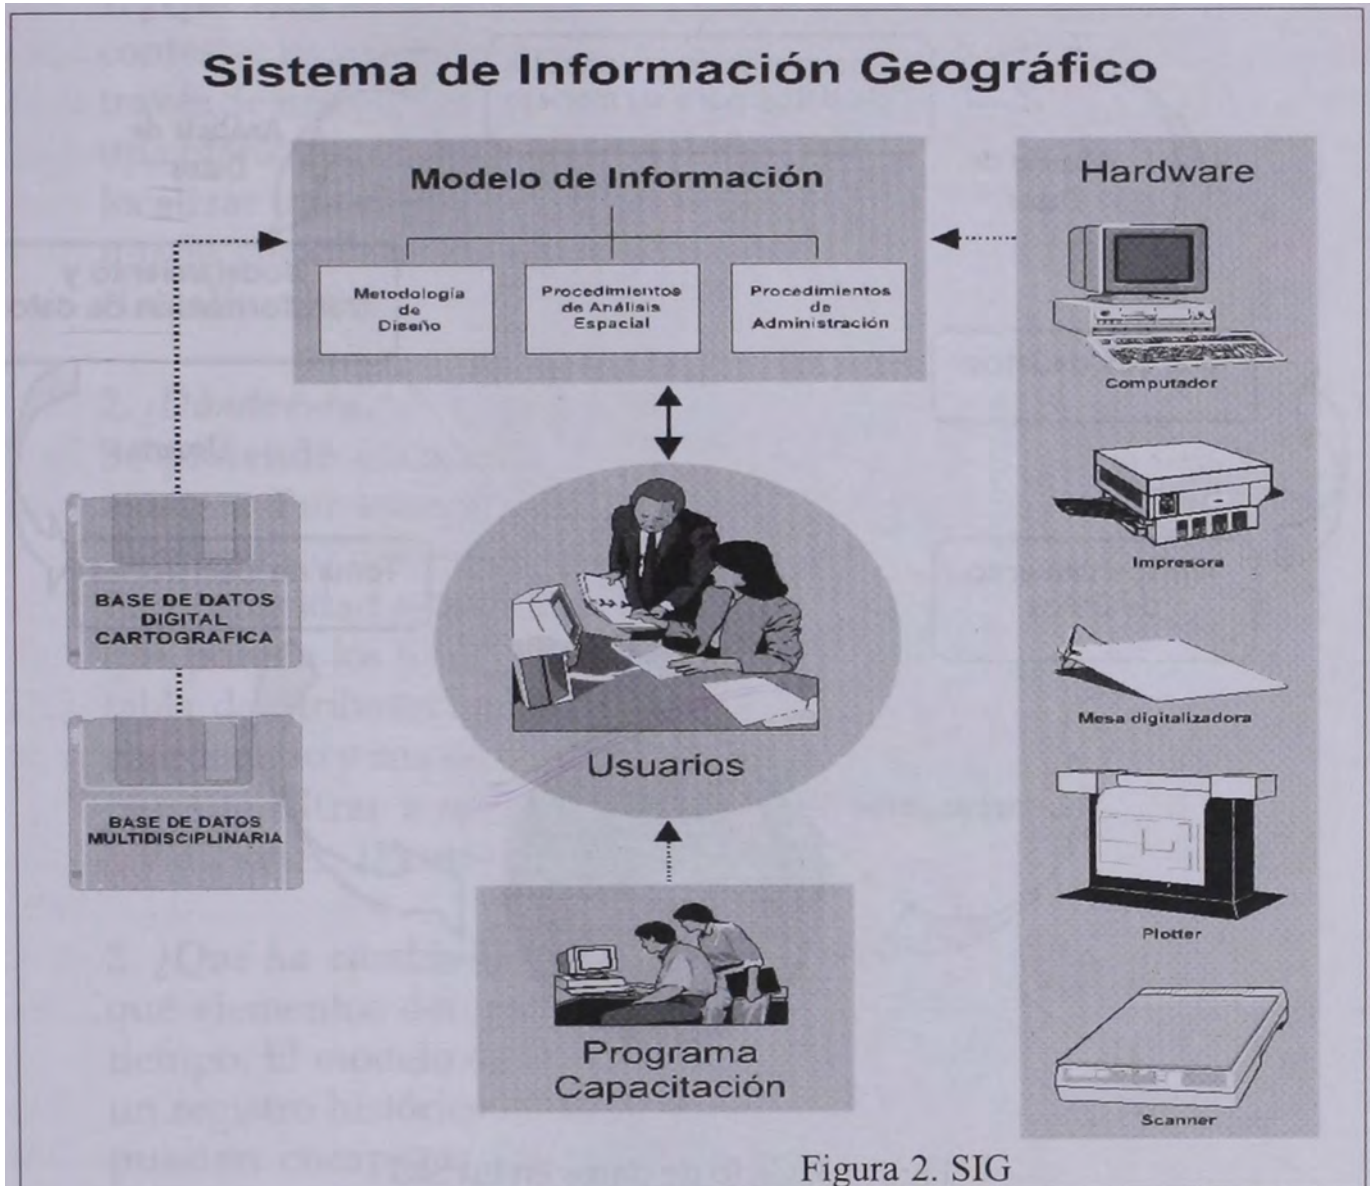 Sistema de Información Geográfico
Modelo de Información
Metodología
de
Diseño
Procedimientos
de Análisis
Espacial
Procedimientos
de
Administración
Hardware
Computador
Impresora
Mesa digitalizadora
Plotter
Scanner
BASE DE DATOS
DIGITAL
CARTOGRAFICA
BASE DE DATOS
MULTIDISCIPLINARIA
Usuarios
Programa
Capacitación
Figura 2. SIG